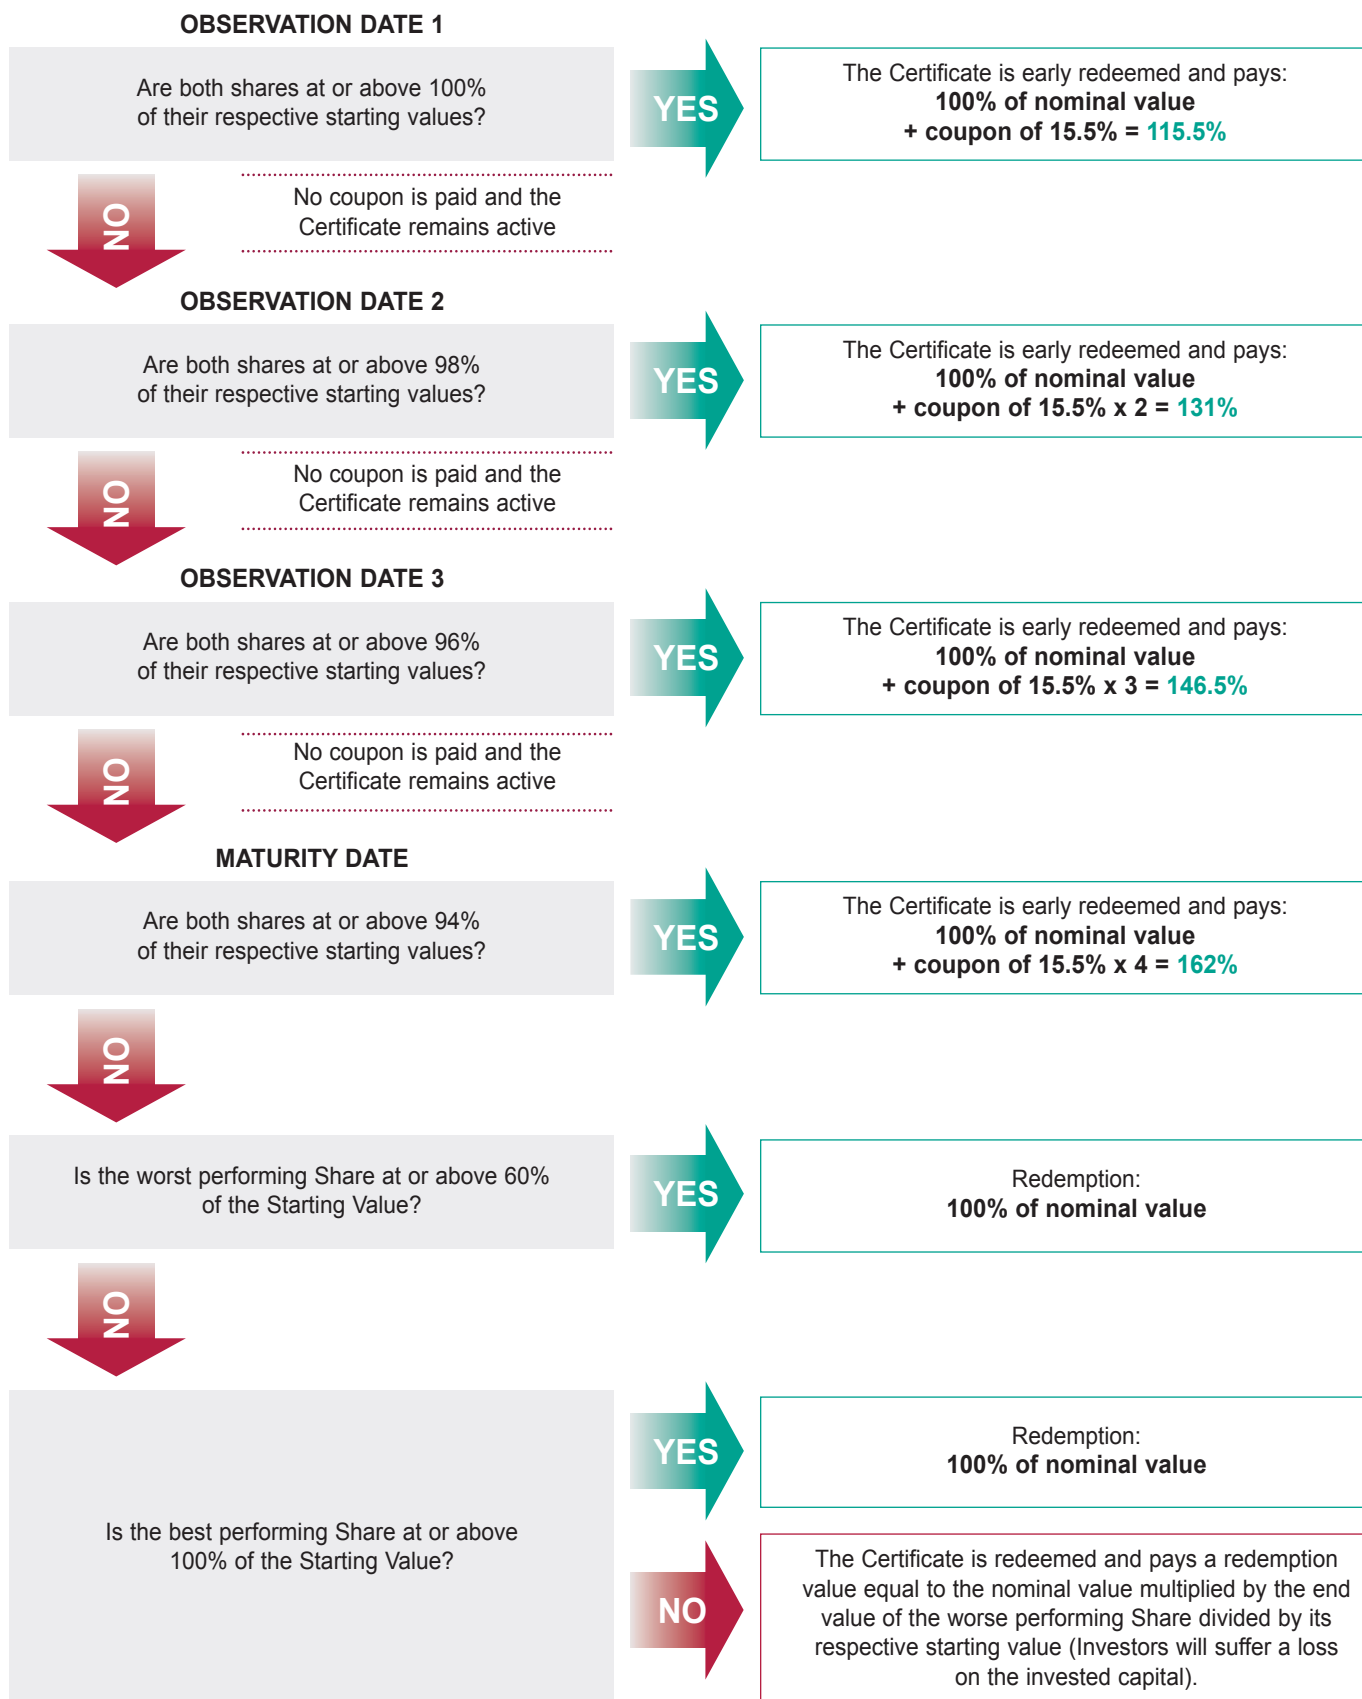 OBSERVATION DATE 1
Are both shares at or above 100%
of their respective starting values?
YES
The Certificate is early redeemed and pays:
100% of nominal value
+ coupon of 15.5% = 115.5%
NO
No coupon is paid and the
Certificate remains active
OBSERVATION DATE 2
Are both shares at or above 98%
of their respective starting values?
YES
The Certificate is early redeemed and pays:
100% of nominal value
+ coupon of 15.5% x 2 = 131%
NO
No coupon is paid and the
Certificate remains active
OBSERVATION DATE 3
Are both shares at or above 96%
of their respective starting values?
YES
The Certificate is early redeemed and pays:
100% of nominal value
+ coupon of 15.5% x 3 = 146.5%
NO
No coupon is paid and the
Certificate remains active
MATURITY DATE
Are both shares at or above 94%
of their respective starting values?
YES
The Certificate is early redeemed and pays:
100% of nominal value
+ coupon of 15.5% x 4 = 162%
NO
Is the worst performing Share at or above 60%
of the Starting Value?
YES
Redemption:
100% of nominal value
NO
Is the best performing Share at or above
100% of the Starting Value?
YES
Redemption:
100% of nominal value
NO
The Certificate is redeemed and pays a redemption
value equal to the nominal value multiplied by the end
value of the worse performing Share divided by its
respective starting value (Investors will suffer a loss
on the invested capital).